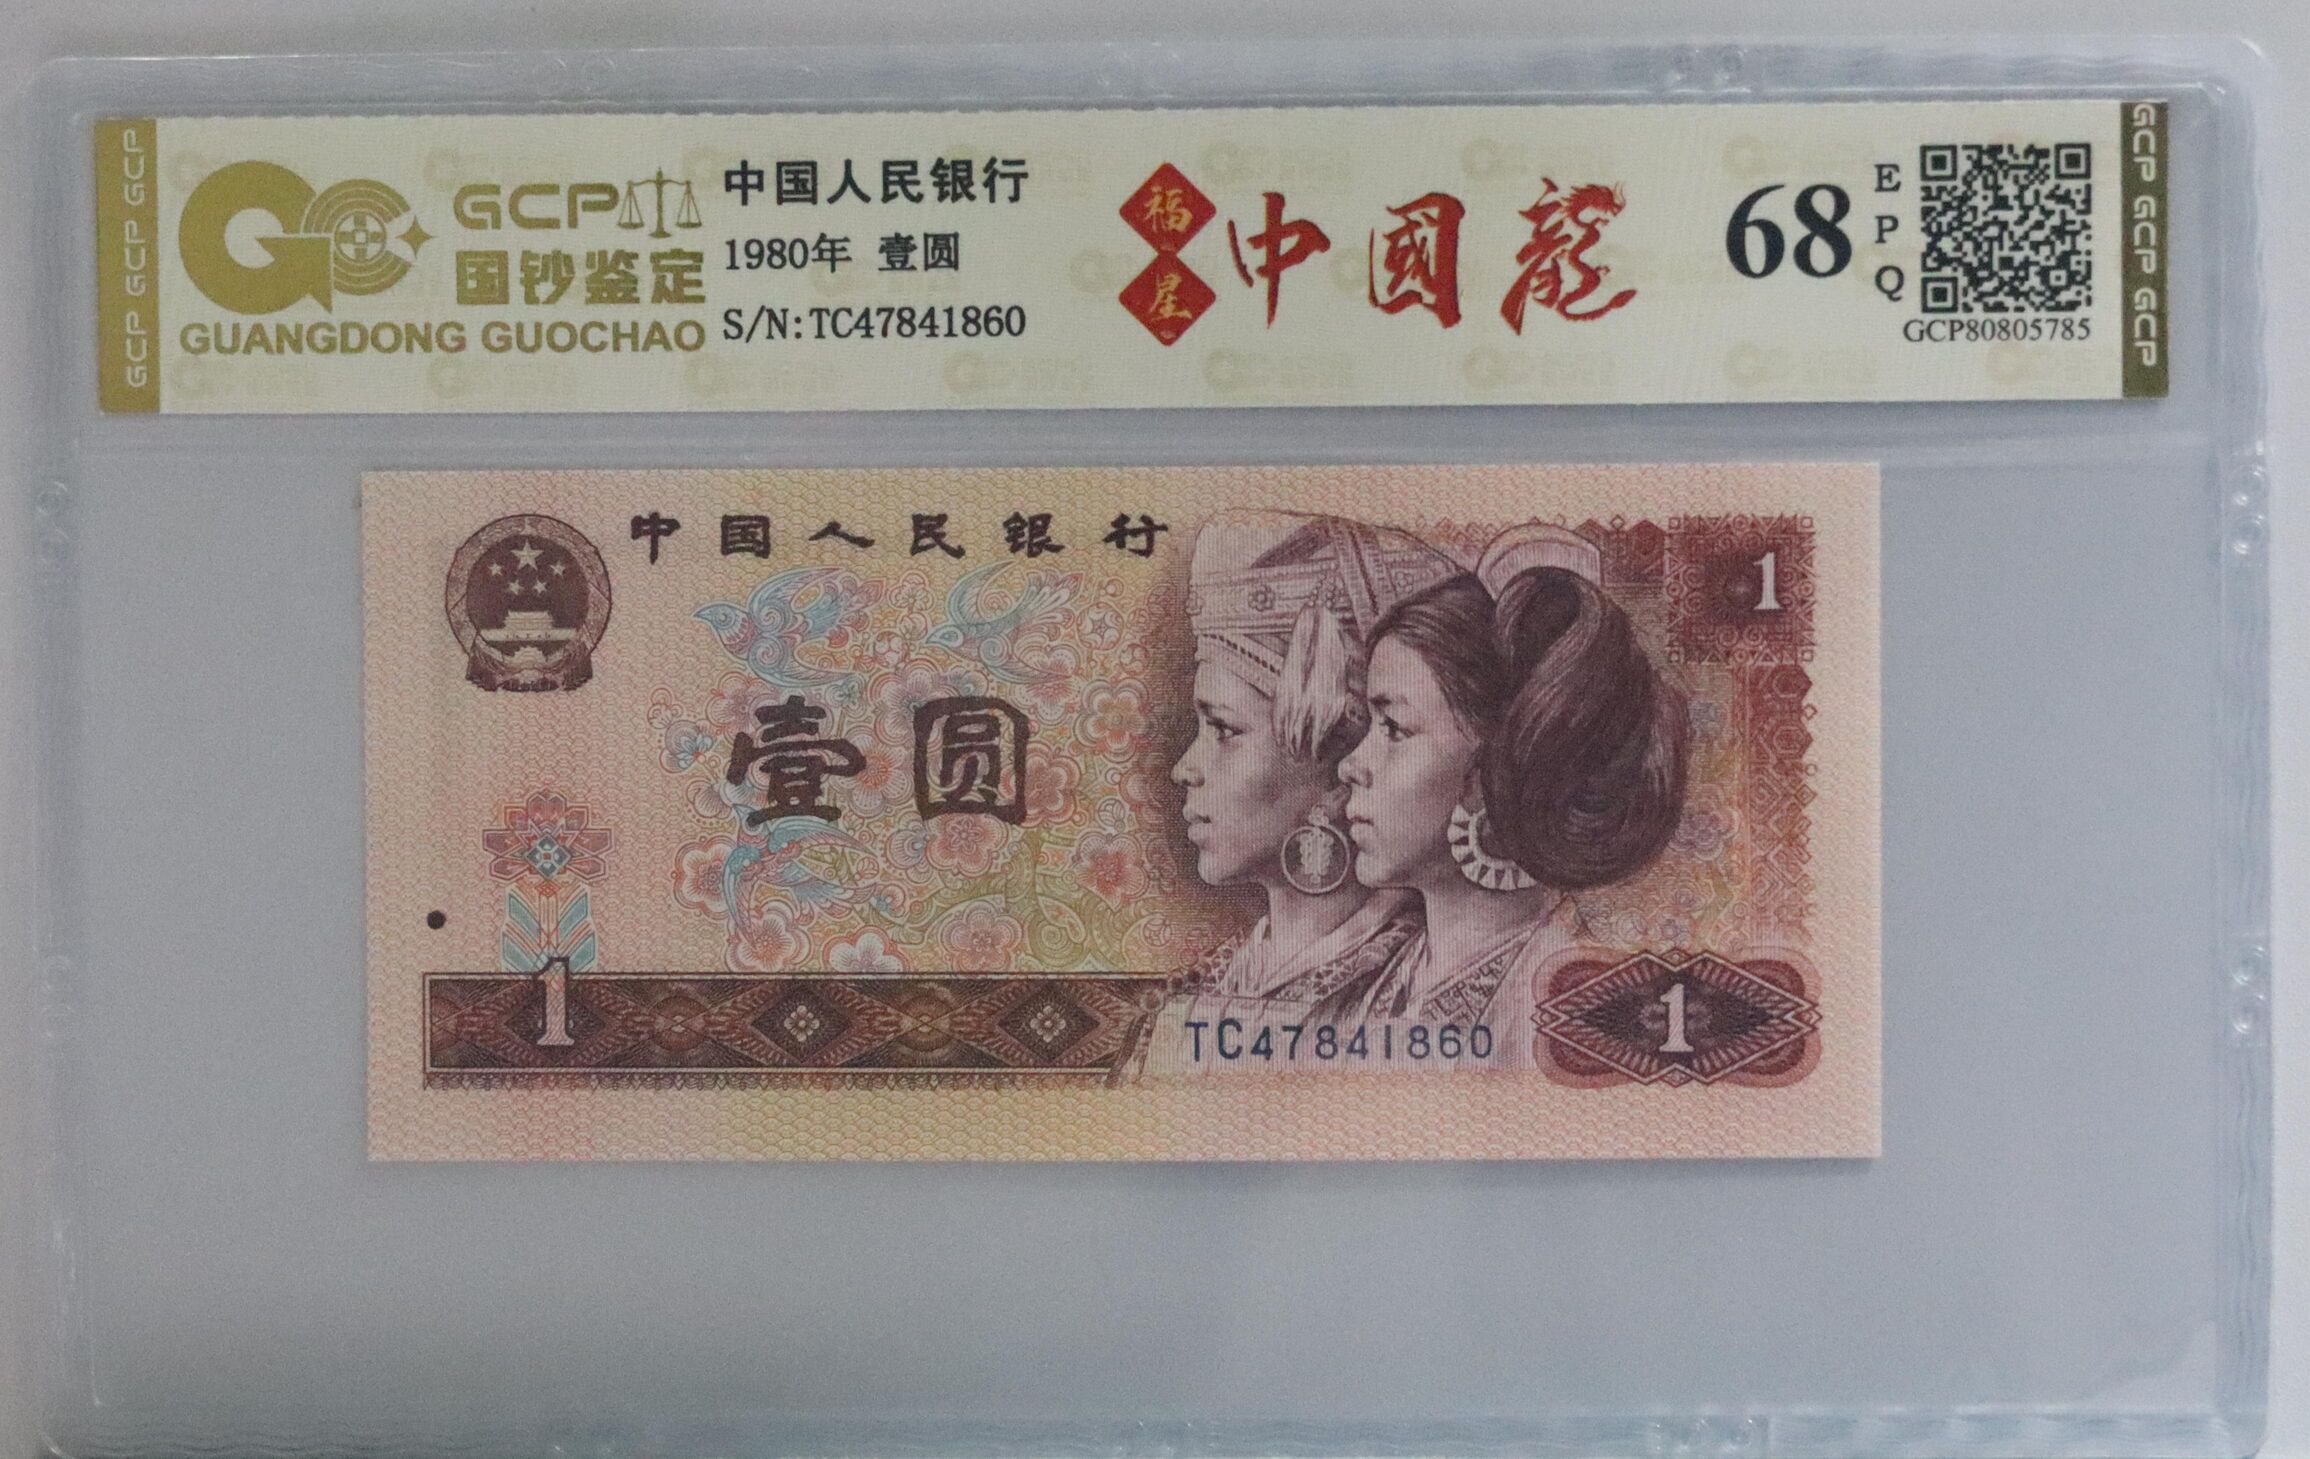 GCP GCP GCP
GCP
国钞鉴定
GUANGDONG GUOCHAO
中国人民银行
1980年 壹圆
S/N:TC47841860
福
星
中國龍
68
E
P
Q
GCP80805785
GCP GCP GCP
中国人民银行
1
壹圆
1
TC47841860
1